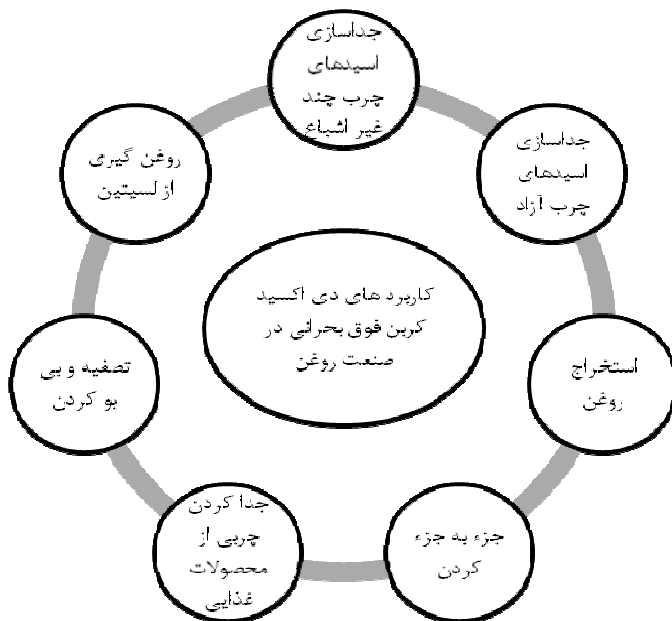 جداسازی
اسیدهای
چرب چند
غیر اشباع
جداسازی
اسیدهای
چرب آزاد
روغن گیری
از لسیتین
کاربرد های دی اکسید
کربن فوق بحرانی در
صنعت روغن
استخراج
روغن
تصفیه و بی
بو کردن
جزء به جزء
کردن
جدا کردن
چربی از
محصولات
غذایی